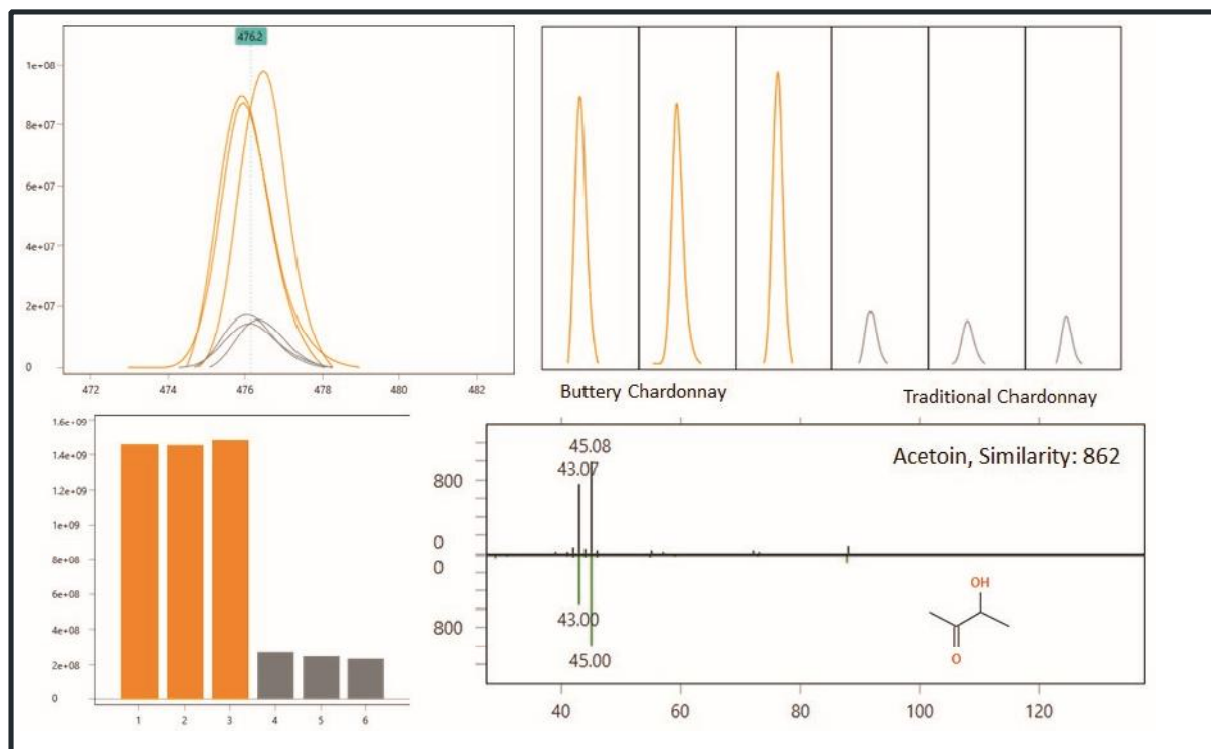 476.2
1e+08
8e+07
6e+07
4e+07
2e+07
0
472 474 476 478 480 482
Buttery Chardonnay
Traditional Chardonnay
1.6e+09
1.4e+09
1.2e+09
1e+09
8e+08
6e+08
4e+08
2e+08
0
1 2 3 4 5 6
45.08
43.07
Acetoin, Similarity: 862
800
0
0
800
43.00
45.00
OH
O
40 60 80 100 120